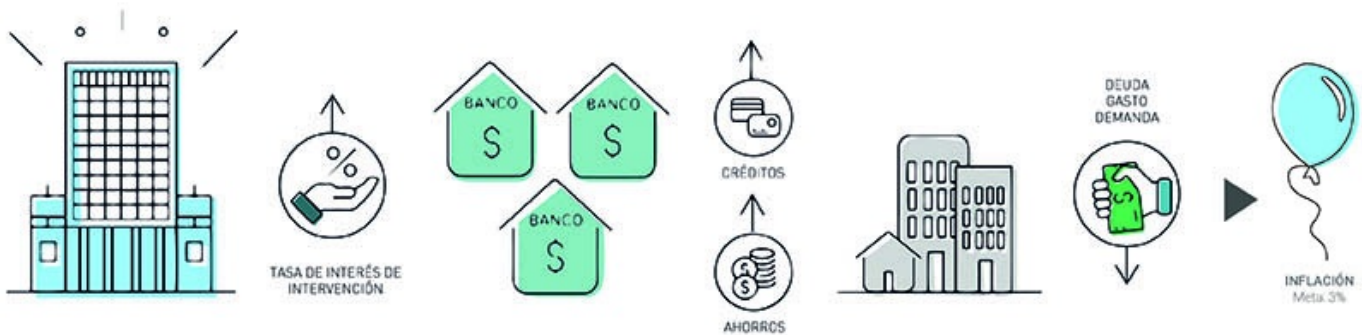 TASA DE INTERÉS DE
INTERVENCIÓN
BANCO
$
BANCO
$
BANCO
$
CRÉDITOS
$
$
AHORROS
DEUDA
GASTO
DEMANDA
$
INFLACIÓN
Meta: 3%